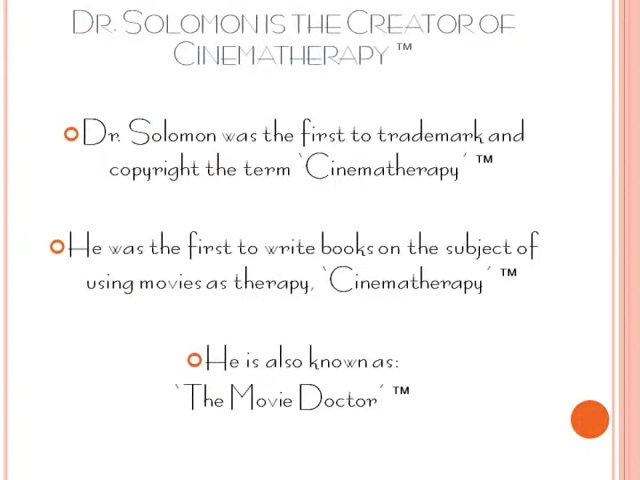 DR. SOLOMON IS THE CREATOR OF
CINEMATHERAPY ™
Dr. Solomon was the first to trademark and
copyright the term `Cinematherapy´ ™
He was the first to write books on the subject of
using movies as therapy, `Cinematherapy´ ™
He is also known as:
`The Movie Doctor´ ™